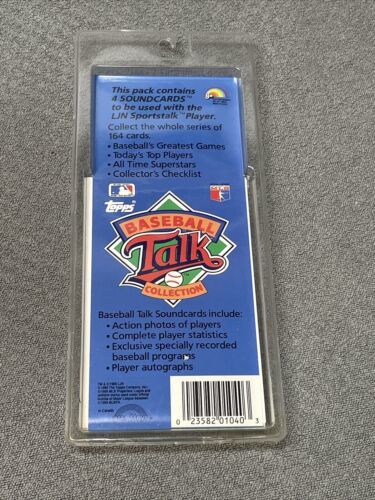 This pack contains
4 SOUNDCARDS™
to be used with the
LJN Sportstalk™ Player.
Collect the whole series of
164 cards.
• Baseball's Greatest Games
• Today's Top Players
• All Time Superstars
• Collector's Checklist
Topps
BASEBALL
Talk
COLLECTION
Baseball Talk Soundcards include:
• Action photos of players
• Complete player statistics
• Exclusively specially recorded
baseball programs
• Player autographs
0 23582 01040 3